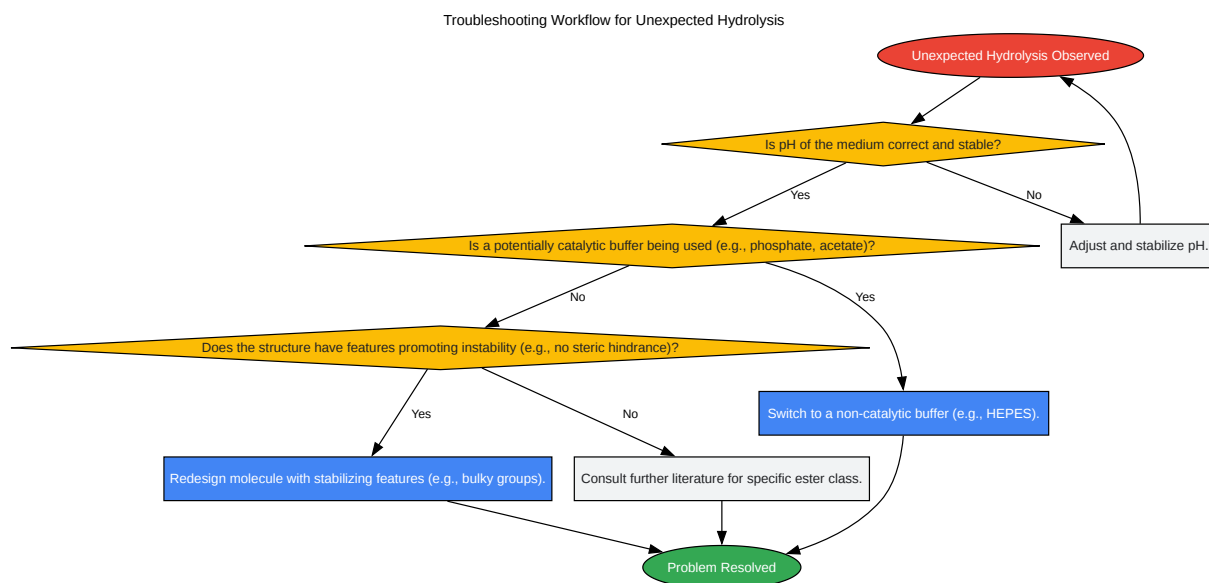 Troubleshooting Workflow for Unexpected Hydrolysis
Unexpected Hydrolysis Observed
Is pH of the medium correct and stable?
Yes
No
Is a potentially catalytic buffer being used (e.g., phosphate, acetate)?
Adjust and stabilize pH.
No
Yes
Does the structure have features promoting instability (e.g., no steric hindrance)?
Switch to a non-catalytic buffer (e.g., HEPES).
Yes
No
Redesign molecule with stabilizing features (e.g., bulky groups).
Consult further literature for specific ester class.
Problem Resolved